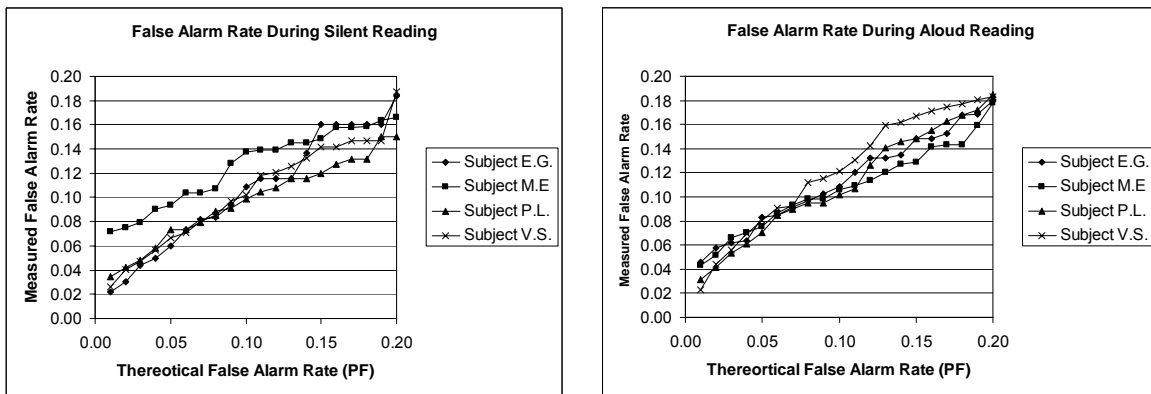 False Alarm Rate During Silent Reading
0.20
0.18
0.16
0.14
0.12
0.10
0.08
0.06
0.04
0.02
0.00
Measured False Alarm Rate
0.00 0.05 0.10 0.15 0.20
Thereotical False Alarm Rate (PF)
Subject E.G.
Subject M.E
Subject P.L.
Subject V.S.
False Alarm Rate During Aloud Reading
0.20
0.18
0.16
0.14
0.12
0.10
0.08
0.06
0.04
0.02
0.00
Measured False Alarm Rate
0.00 0.05 0.10 0.15 0.20
Thereortical False Alarm Rate (PF)
Subject E.G.
Subject M.E
Subject P.L.
Subject V.S.